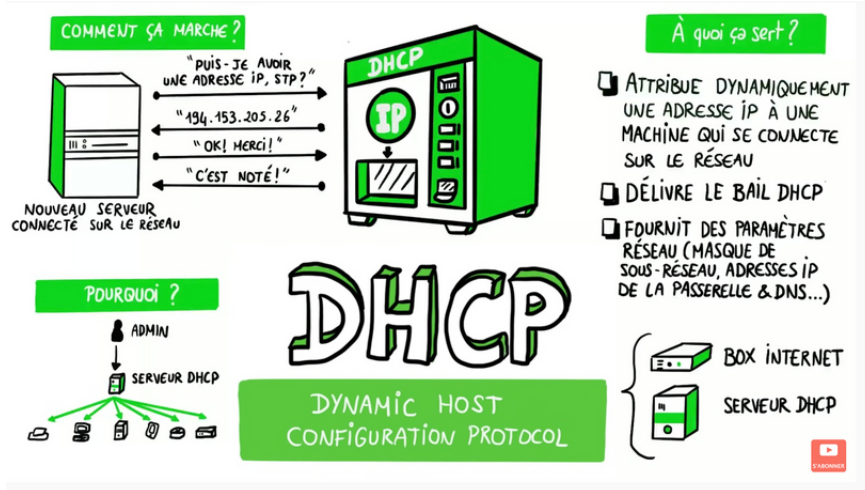 COMMENT ÇA MARCHE?
"PUIS-JE AVOIR
UNE ADRESSE IP, STP?"
"194.153.205.26"
"OK! MERCI!"
"C'EST NOTÉ!"
NOUVEAU SERVEUR
CONNECTÉ SUR LE RÉSEAU
DHCP
IP
À quoi ça sert?
ATTRIBUE DYNAMIQUEMENT
UNE ADRESSE IP À UNE
MACHINE QUI SE CONNECTE
SUR LE RÉSEAU
DÉLIVRE LE BAIL DHCP
FOURNIT DES PARAMÈTRES
RÉSEAU (MASQUE DE
SOUS-RÉSEAU, ADRESSES IP
DE LA PASSERELLE & DNS...)
POURQUOI ?
ADMIN
SERVEUR DHCP
DHCP
DYNAMIC HOST
CONFIGURATION PROTOCOL
BOX INTERNET
SERVEUR DHCP
S'ABONNER